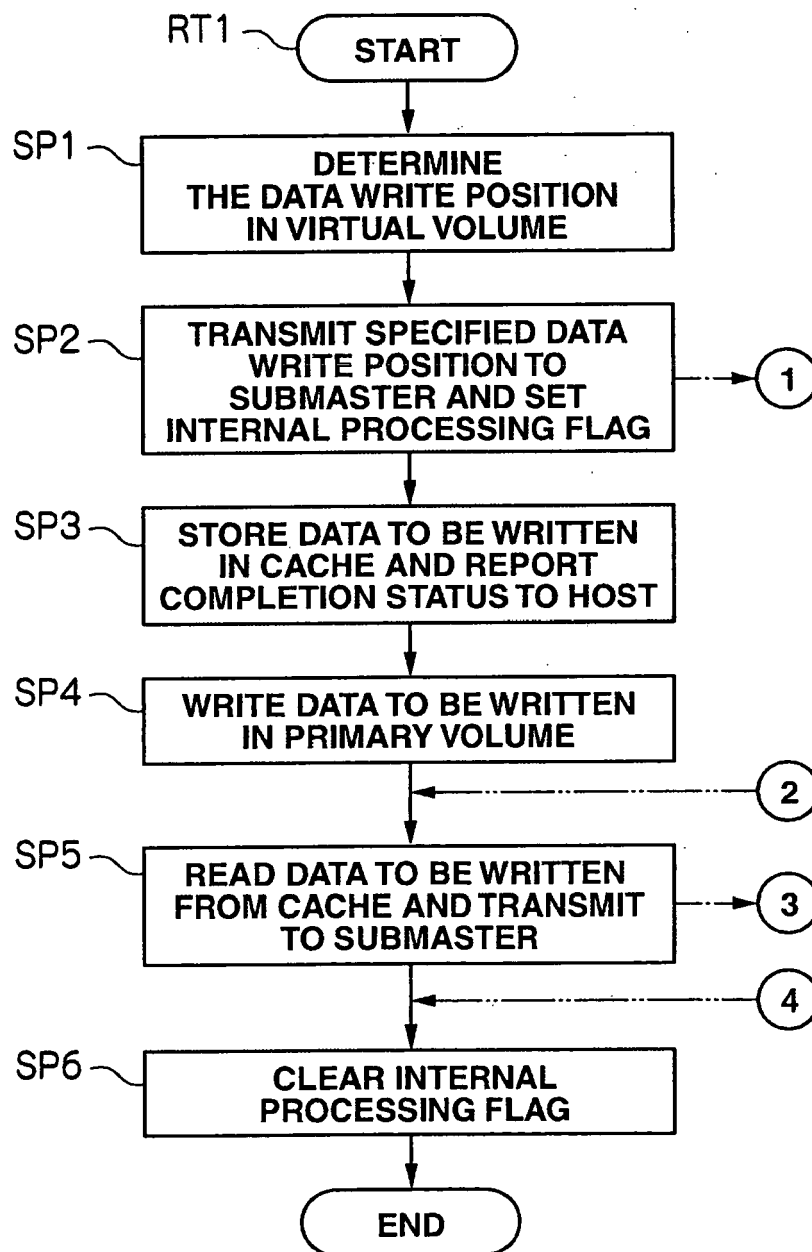 RT1
START
SP1
DETERMINE
THE DATA WRITE POSITION
IN VIRTUAL VOLUME
SP2
TRANSMIT SPECIFIED DATA
WRITE POSITION TO
SUBMASTER AND SET
INTERNAL PROCESSING FLAG
1
SP3
STORE DATA TO BE WRITTEN
IN CACHE AND REPORT
COMPLETION STATUS TO HOST
SP4
WRITE DATA TO BE WRITTEN
IN PRIMARY VOLUME
2
SP5
READ DATA TO BE WRITTEN
FROM CACHE AND TRANSMIT
TO SUBMASTER
3
4
SP6
CLEAR INTERNAL
PROCESSING FLAG
END